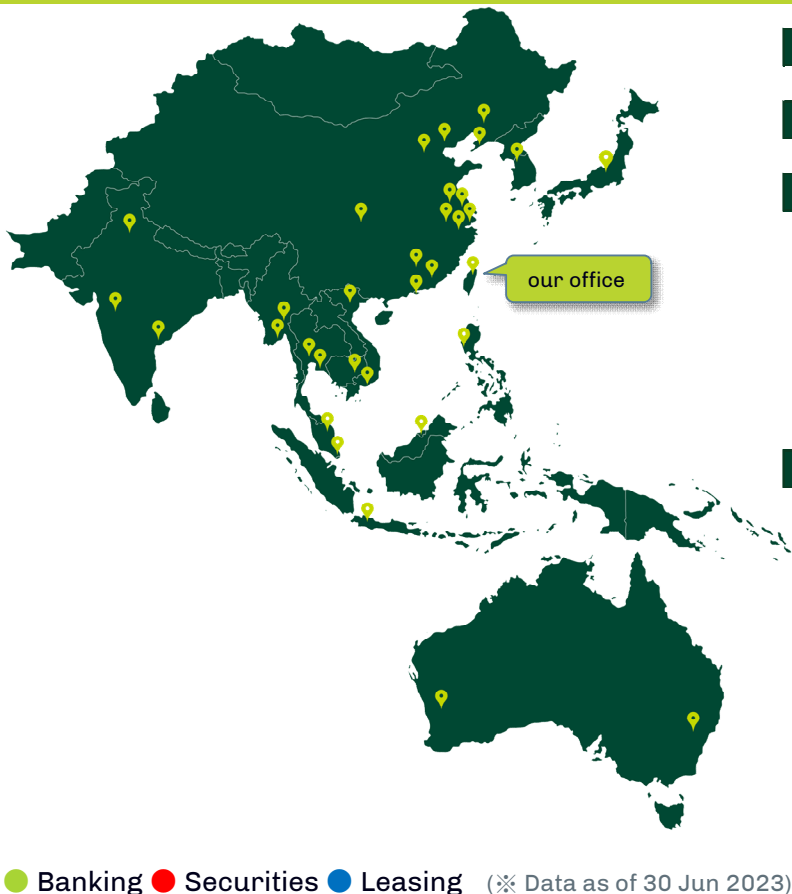 our office
Banking Securities Leasing (※ Data as of 30 Jun 2023)